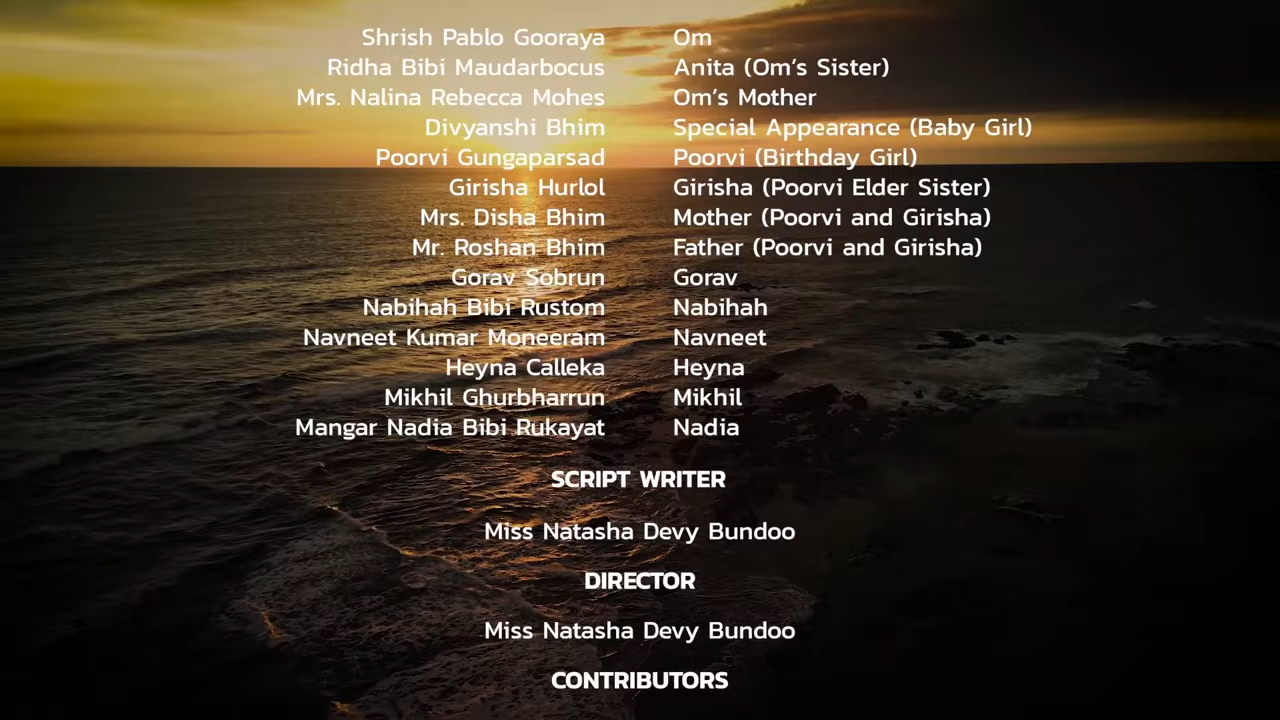 Shrish Pablo Gooraya Om
Ridha Bibi Maudarbocus Anita (Om’s Sister)
Mrs. Nalina Rebecca Mohes Om’s Mother
Divyanshi Bhim Special Appearance (Baby Girl)
Poorvi Gungaparsad Poorvi (Birthday Girl)
Girisha Hurlol Girisha (Poorvi Elder Sister)
Mrs. Disha Bhim Mother (Poorvi and Girisha)
Mr. Roshan Bhim Father (Poorvi and Girisha)
Gorav Sobrun Gorav
Nabihah Bibi Rustom Nabihah
Navneet Kumar Moneeram Navneet
Heyna Calleka Heyna
Mikhil Ghurbharrun Mikhil
Mangar Nadia Bibi Rukayat Nadia
SCRIPT WRITER
Miss Natasha Devy Bundoo
DIRECTOR
Miss Natasha Devy Bundoo
CONTRIBUTORS